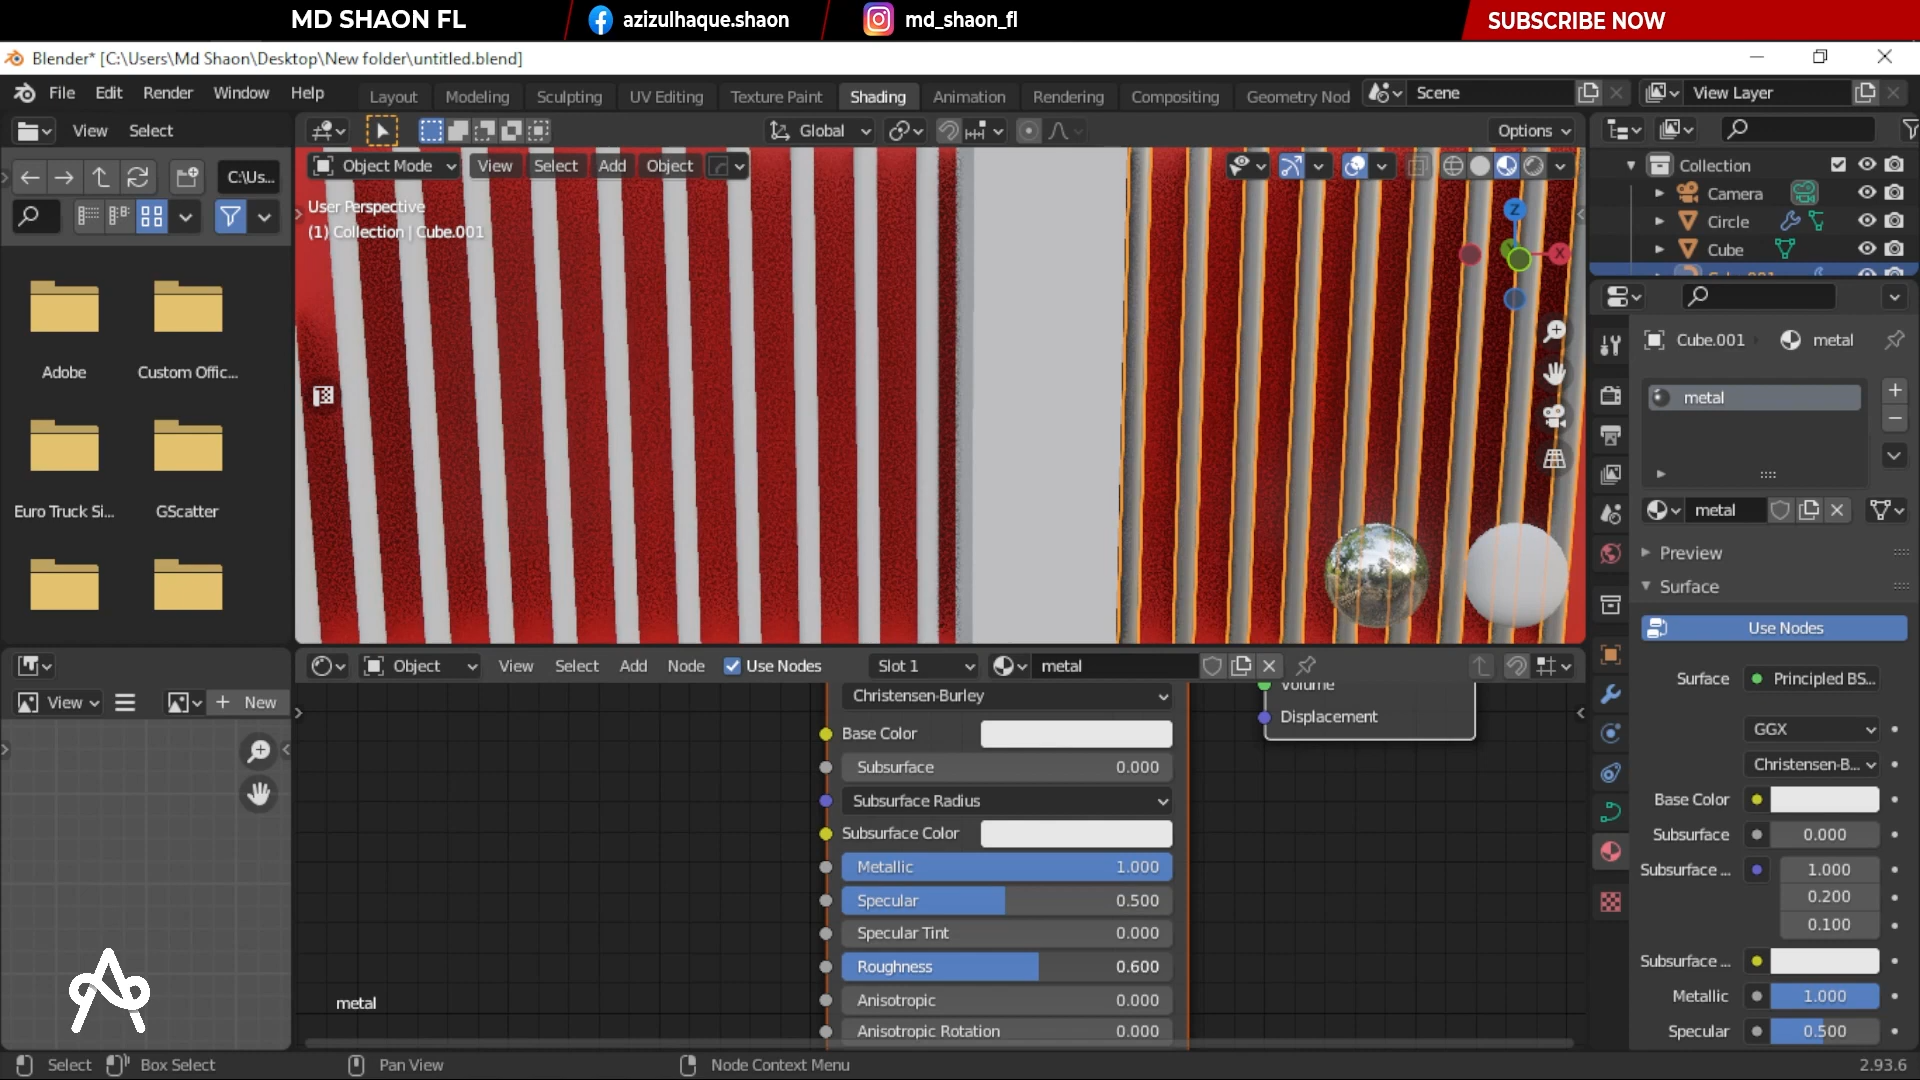 MD SHAON FL
azizulhaque.shaon
md_shaon_fl
SUBSCRIBE NOW
Blender* [C:\Users\Md Shaon\Desktop\New folder\untitled.blend]
File Edit Render Window Help
Layout Modeling Sculpting UV Editing Texture Paint Shading Animation Rendering Compositing Geometry Nod
Scene
View Layer
View Select
Global
Options
C:\Us...
Object Mode View Select Add Object
User Perspective
(1) Collection | Cube.001
Z
X
Adobe
Custom Offic...
Euro Truck Si...
GScatter
Collection
Camera
Circle
Cube
Cube.001
Cube.001
metal
metal
metal
Preview
Surface
Use Nodes
Surface Principled BS...
GGX
Christensen-B...
Base Color
Subsurface 0.000
Subsurface ... 1.000
0.200
0.100
Subsurface ...
Metallic 1.000
Specular 0.500
Object View Select Add Node Use Nodes Slot 1 metal
View
New
Christensen-Burley
Base Color
Subsurface 0.000
Subsurface Radius
Subsurface Color
Metallic 1.000
Specular 0.500
Specular Tint 0.000
Roughness 0.600
Anisotropic 0.000
Anisotropic Rotation 0.000
Volume
Displacement
metal
Select
Box Select
Pan View
Node Context Menu
2.93.6